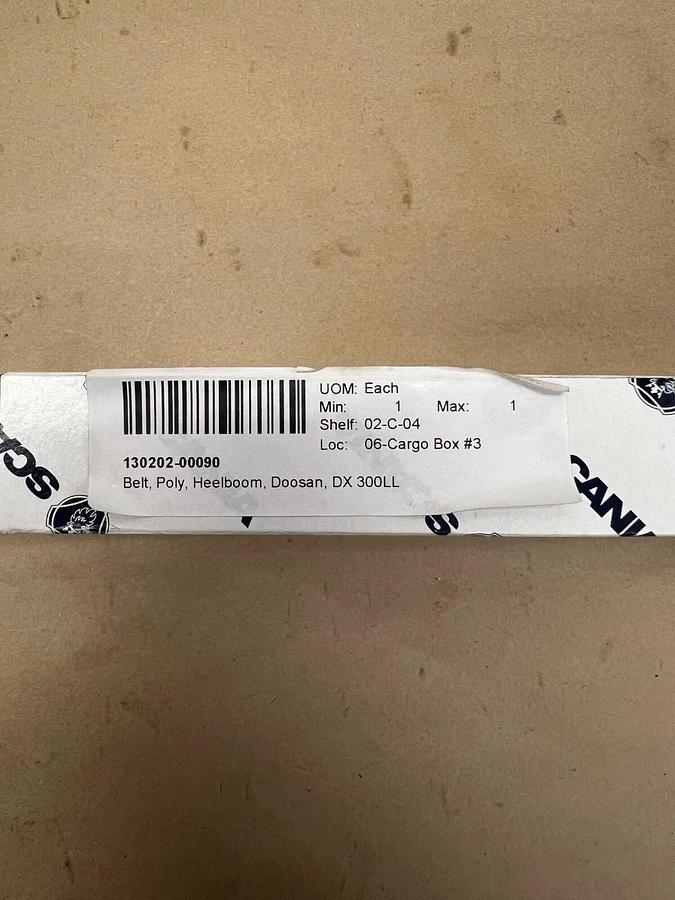 UOM: Each
Min: 1 Max: 1
Shelf: 02-C-04
Loc: 06-Cargo Box #3
130202-00090
Belt, Poly, Heelboom, Doosan, DX 300LL